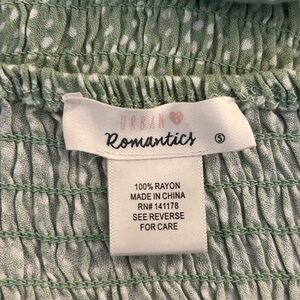 URBAN
Romantics S
100% RAYON
MADE IN CHINA
RN# 141178
SEE REVERSE
FOR CARE